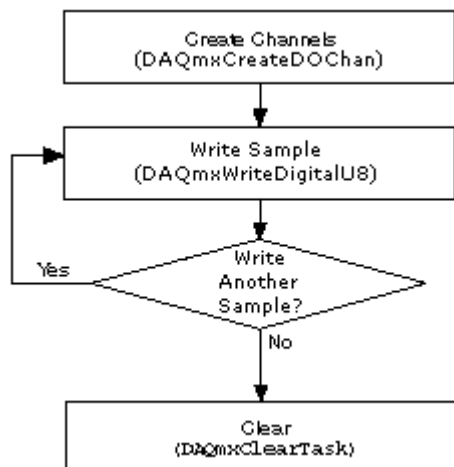 Create Channels
(DAQmxCreateDOChan)
Write Sample
(DAQmxWriteDigitalU8)
Write
Another
Sample?
Yes
No
Clear
(DAQmxClearTask)